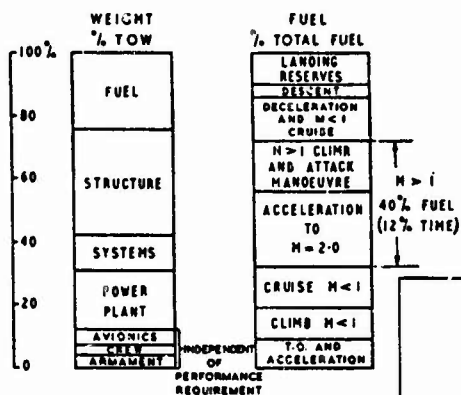 WEIGHT
% TOW
FUEL
% TOTAL FUEL
100%
80
60
40
20
0
FUEL
STRUCTURE
SYSTEMS
POWER
PLANT
AVIONICS
CREW
ARMAMENT
INDEPENDENT
OF
PERFORMANCE
REQUIREMENT
LANDING
RESERVES
DESCENT
DECELERATION
AND M<1
CRUISE
M>1 CLIMB
AND ATTACK
MANOEUVRE
ACCELERATION
TO
M=2·0
CRUISE M<1
CLIMB M<1
T.O. AND
ACCELERATION
M>1
40% FUEL
(12% TIME)